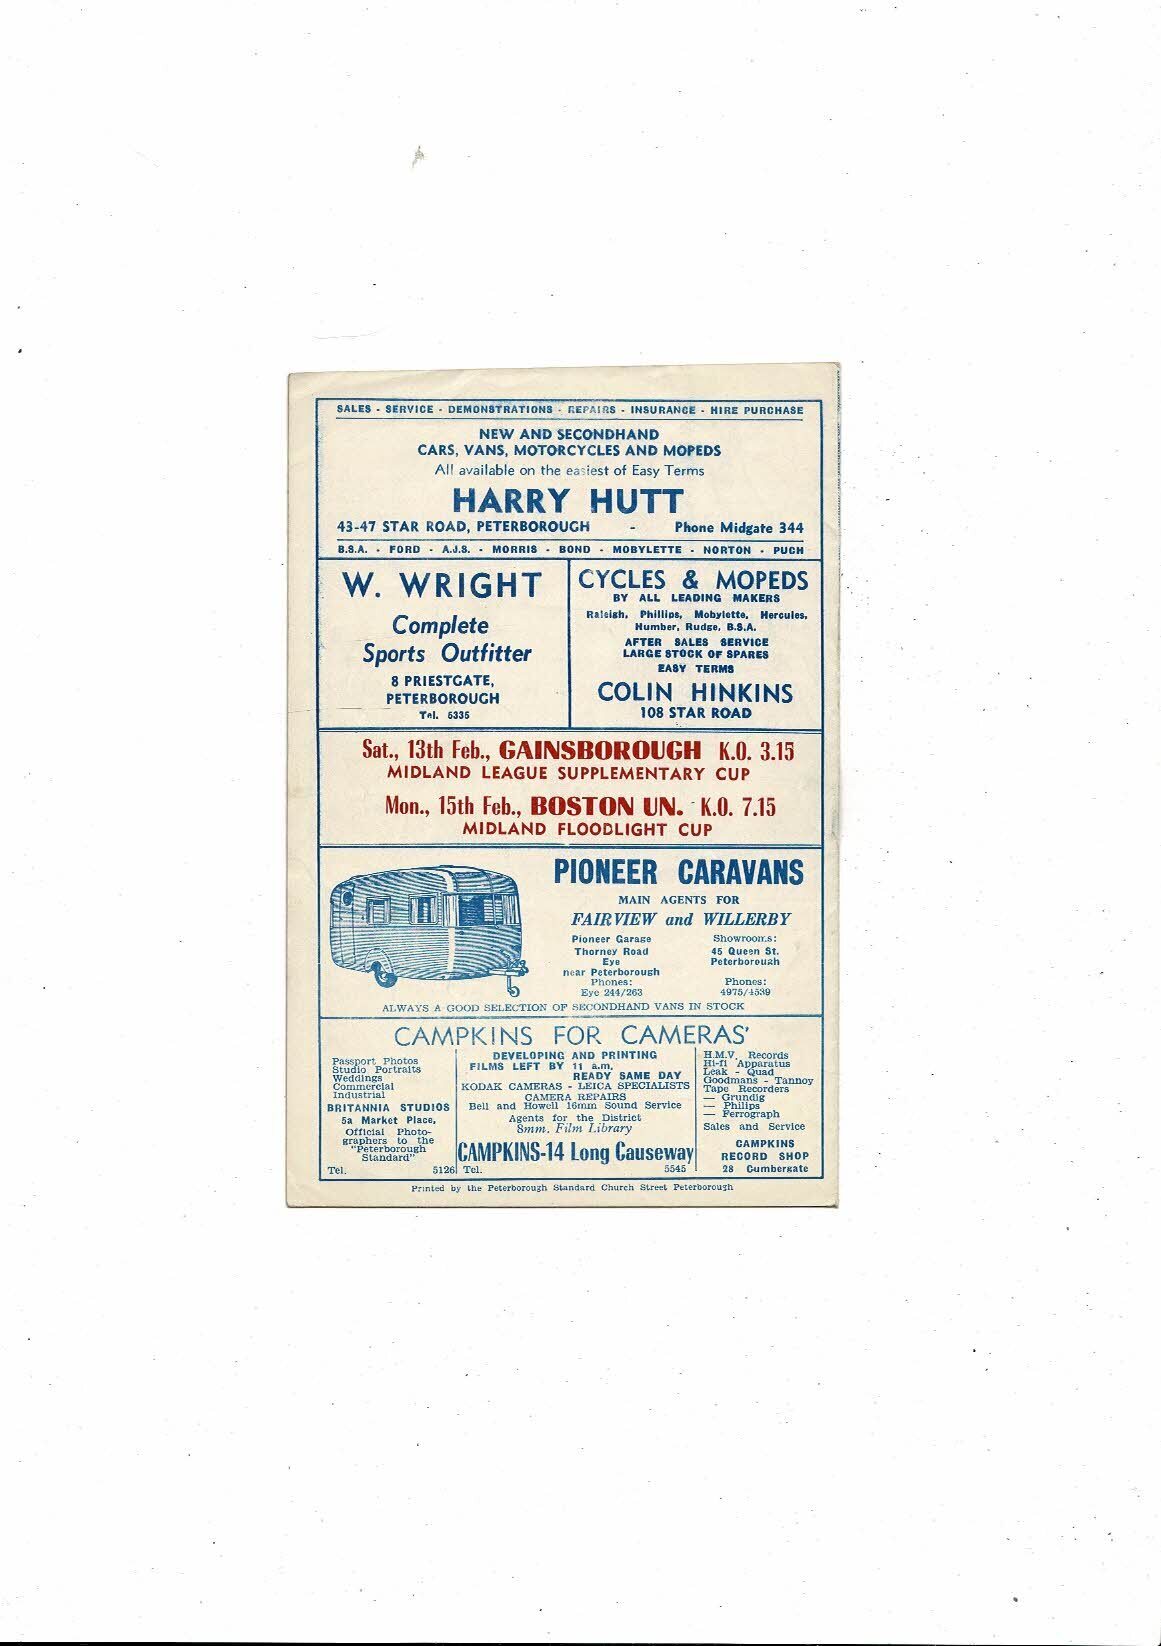 SALES - SERVICE - DEMONSTRATIONS - REPAIRS - INSURANCE - HIRE PURCHASE
NEW AND SECONDHAND
CARS, VANS, MOTORCYCLES AND MOPEDS
All available on the easiest of Easy Terms
HARRY HUTT
43-47 STAR ROAD, PETERBOROUGH - Phone Midgate 344
B.S.A. - FORD - A.J.S. - MORRIS - BOND - MOBYLETTE - NORTON - PUCH
W. WRIGHT
Complete
Sports Outfitter
8 PRIESTGATE,
PETERBOROUGH
Tel. 5335
CYCLES & MOPEDS
BY ALL LEADING MAKERS
Raleigh, Phillips, Mobylette, Hercules,
Humber, Rudge, B.S.A.
AFTER SALES SERVICE
LARGE STOCK OF SPARES
EASY TERMS
COLIN HINKINS
108 STAR ROAD
Sat., 13th Feb., GAINSBOROUGH K.O. 3.15
MIDLAND LEAGUE SUPPLEMENTARY CUP
Mon., 15th Feb., BOSTON UN. K.O. 7.15
MIDLAND FLOODLIGHT CUP
PIONEER CARAVANS
MAIN AGENTS FOR
FAIRVIEW and WILLERBY
Pioneer Garage
Thorney Road
Eye
near Peterborough
Phones:
Eye 244/263
Showrooms:
45 Queen St.
Peterborough
Phones:
4975/4539
ALWAYS A GOOD SELECTION OF SECONDHAND VANS IN STOCK
CAMPKINS FOR CAMERAS'
Passport Photos
Studio Portraits
Weddings
Commercial
Industrial
BRITANNIA STUDIOS
5a Market Place,
Official Photo-
graphers to the
"Peterborough
Standard"
Tel. 5126
DEVELOPING AND PRINTING
FILMS LEFT BY 11 a.m.
READY SAME DAY
KODAK CAMERAS - LEICA SPECIALISTS
CAMERA REPAIRS
Bell and Howell 16mm Sound Service
Agents for the District
8mm. Film Library
CAMPKINS-14 Long Causeway
Tel. 5545
H.M.V. Records
Hi-fi Apparatus
Leak - Quad
Goodmans - Tannoy
Tape Recorders
— Grundig
— Philips
— Ferrograph
Sales and Service
CAMPKINS
RECORD SHOP
28 Cumbergate
Printed by the Peterborough Standard Church Street Peterborough